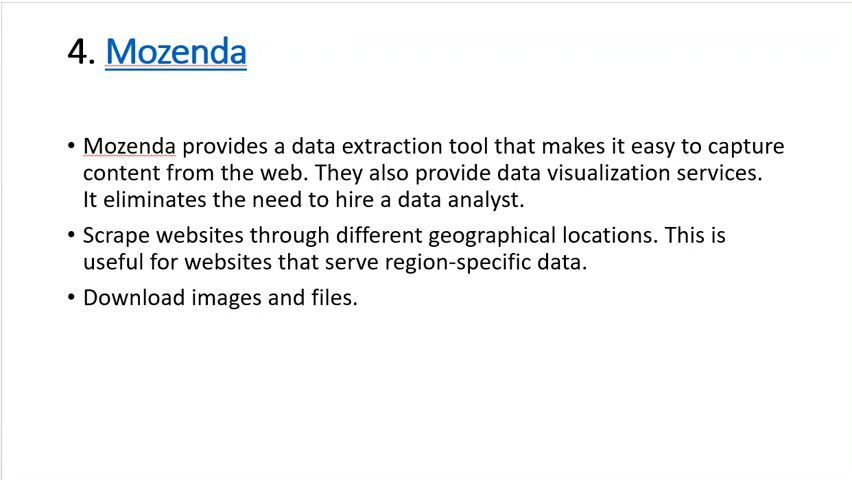 4. Mozenda
• Mozenda provides a data extraction tool that makes it easy to capture
content from the web. They also provide data visualization services.
It eliminates the need to hire a data analyst.
• Scrape websites through different geographical locations. This is
useful for websites that serve region-specific data.
• Download images and files.